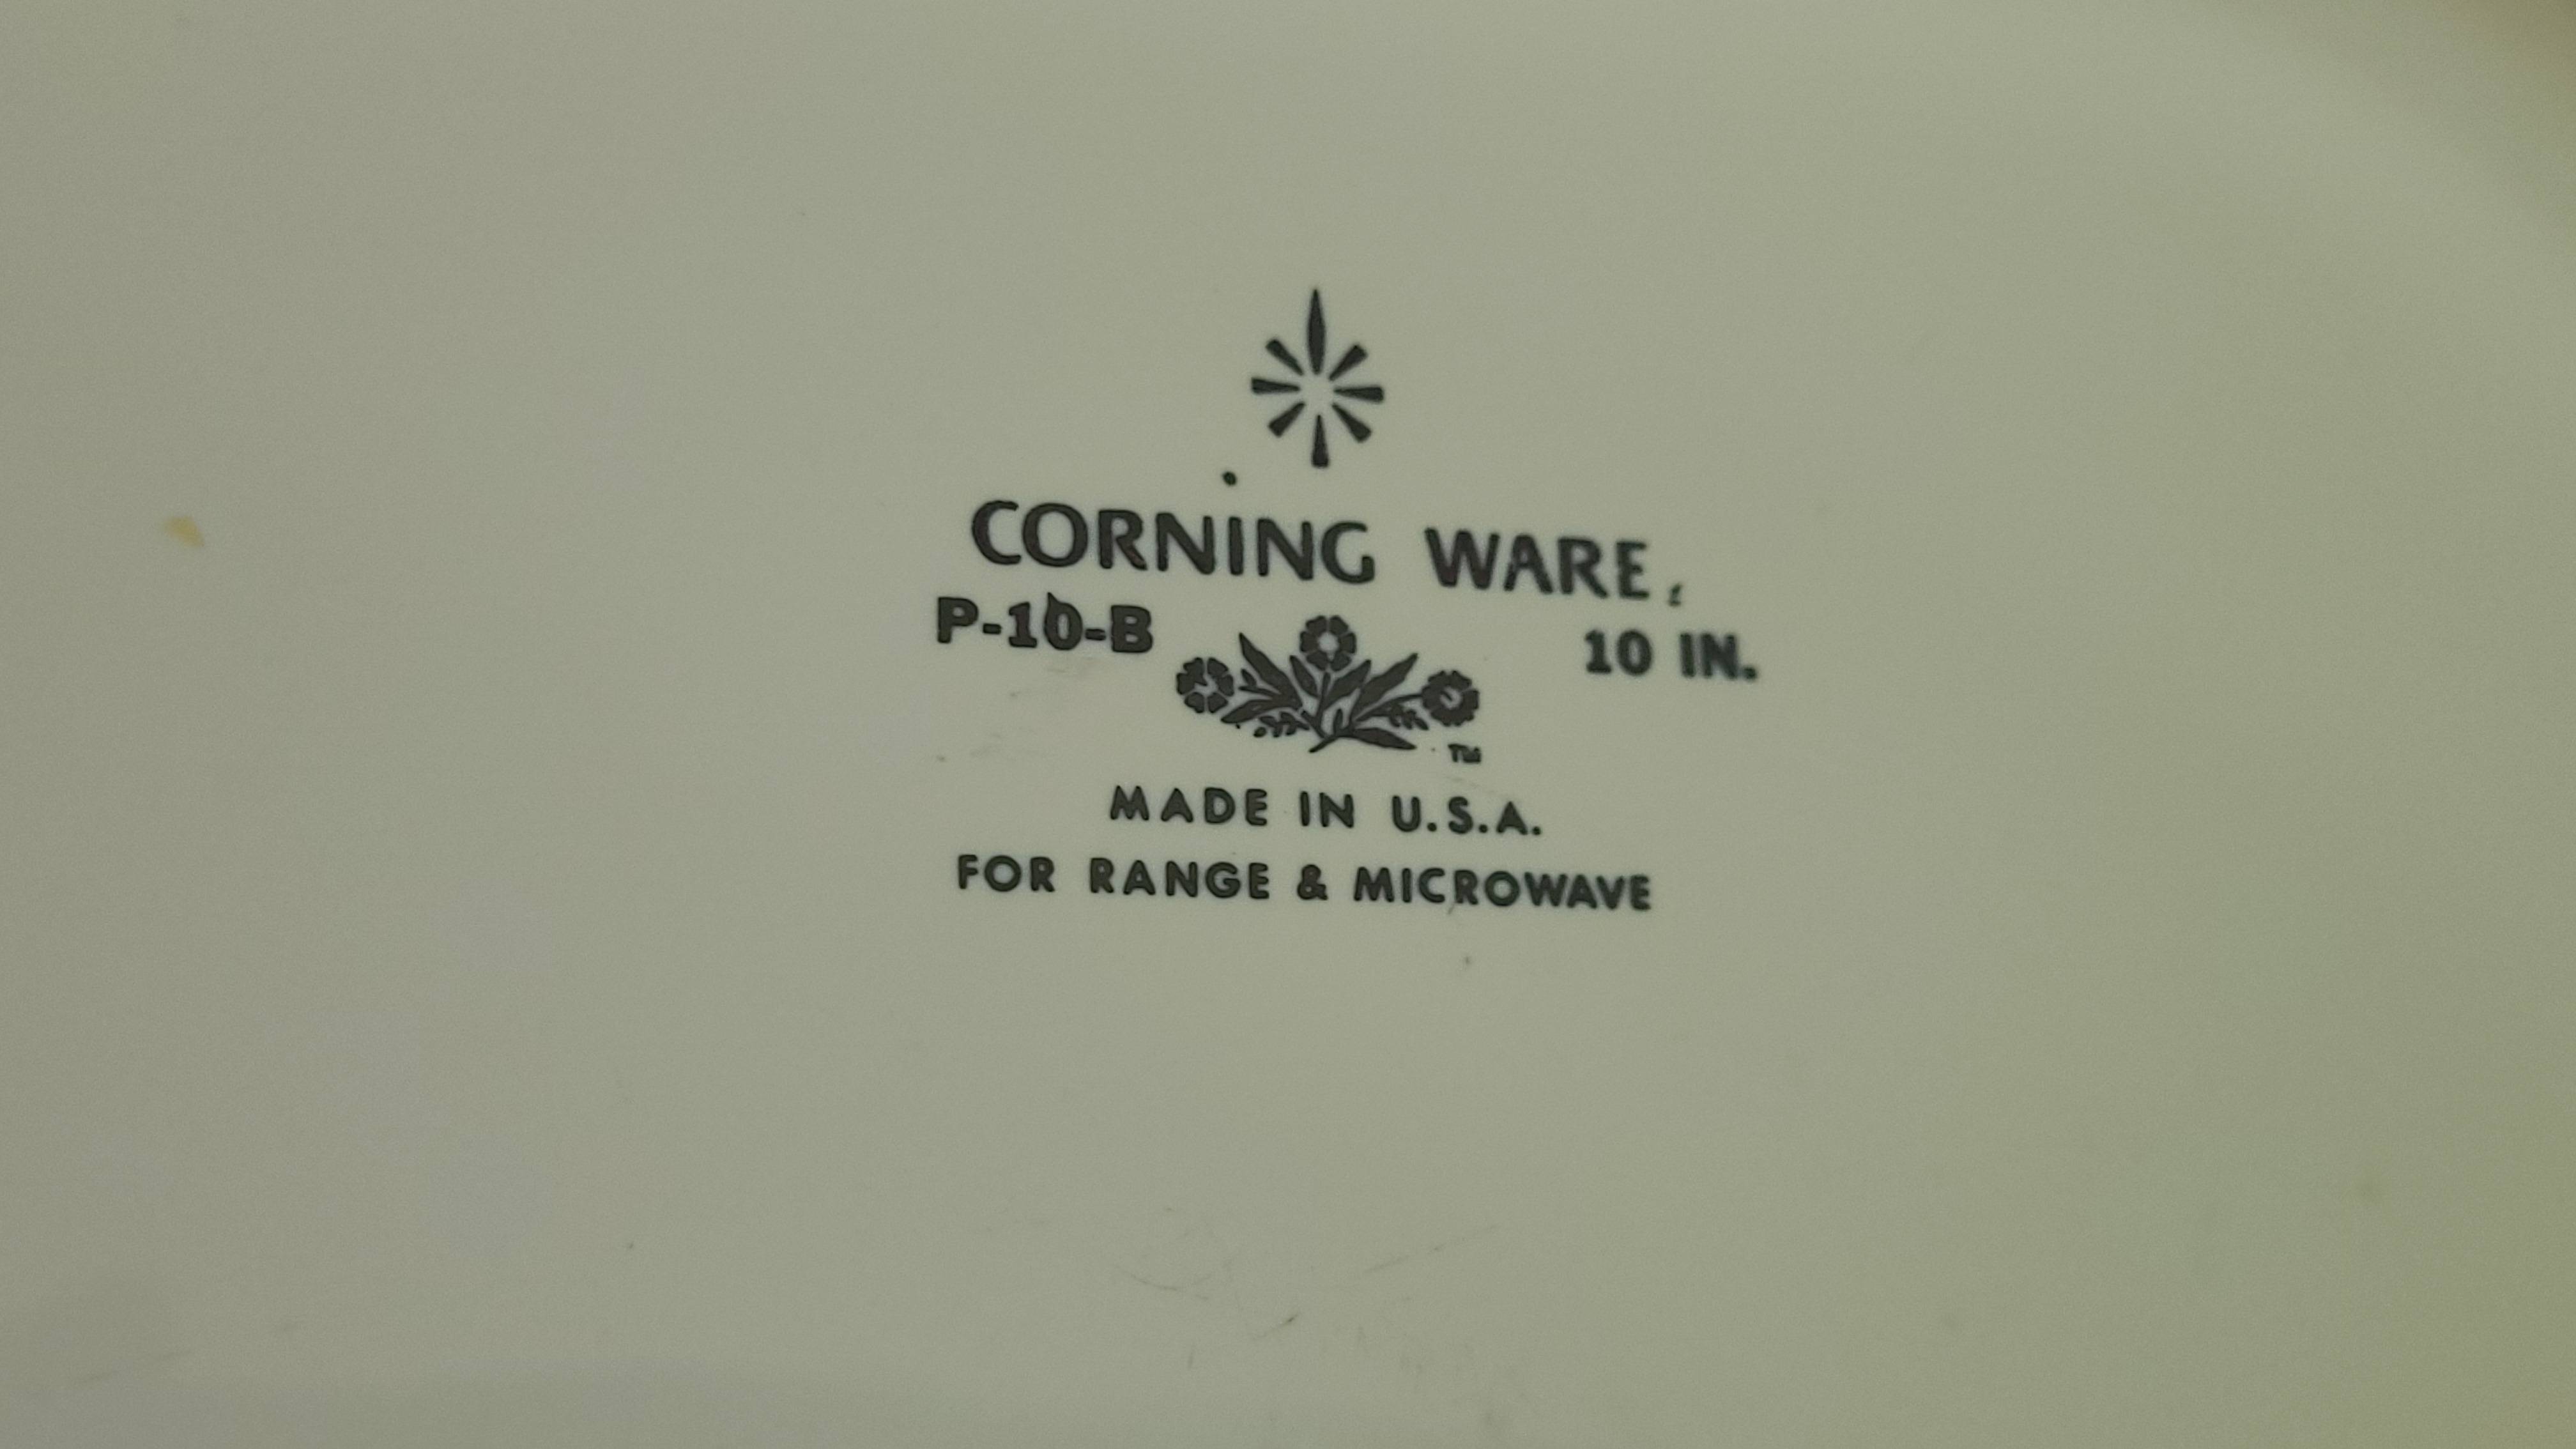 CORNING WARE
P-10-B 10 IN.
TM
MADE IN U.S.A.
FOR RANGE & MICROWAVE